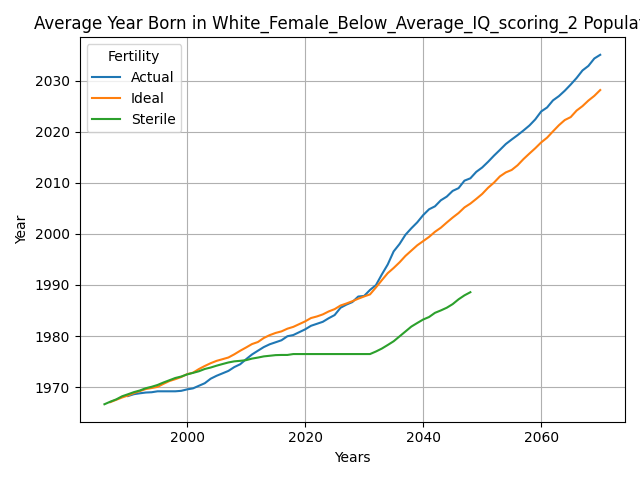 Average Year Born in White_Female_Below_Average_IQ_scoring_2 Popula
Fertility
Actual
Ideal
Sterile
2030
2020
2010
2000
1990
1980
1970
Year
2000 2020 2040 2060
Years